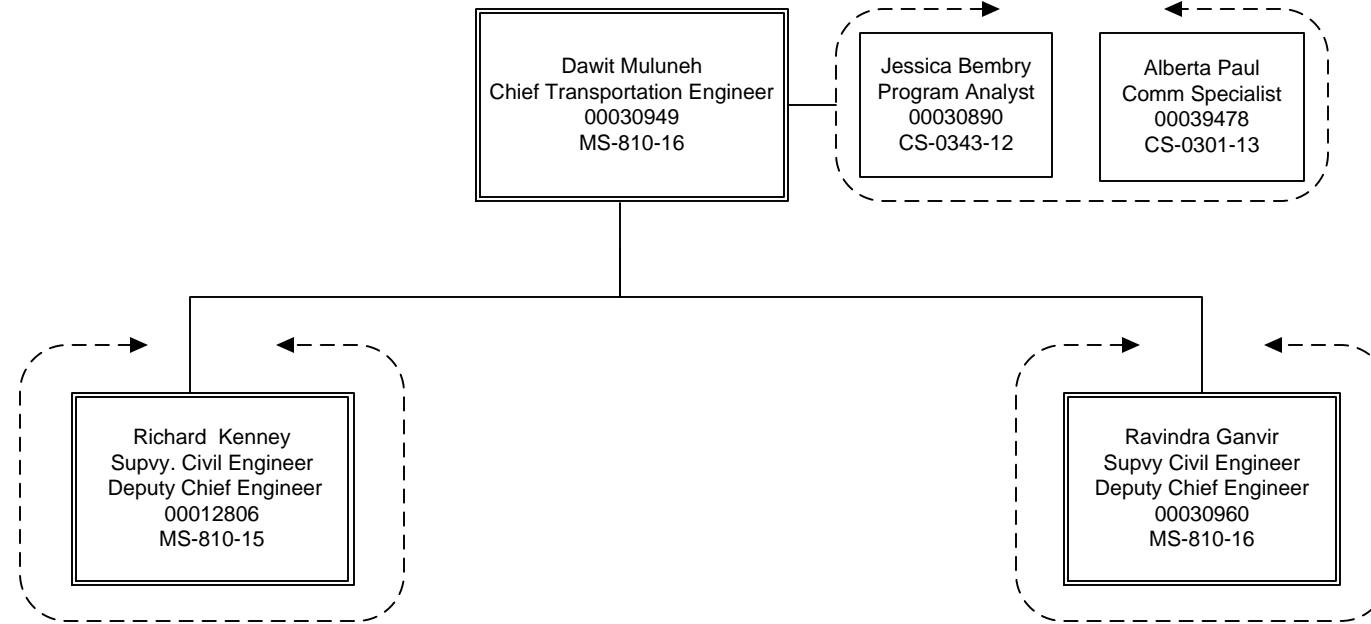 Dawit Muluneh
Chief Transportation Engineer
00030949
MS-810-16
Jessica Bembry
Program Analyst
00030890
CS-0343-12
Alberta Paul
Comm Specialist
00039478
CS-0301-13
Richard  Kenney
Supvy. Civil Engineer
Deputy Chief Engineer
00012806
MS-810-15
Ravindra Ganvir
Supvy Civil Engineer
Deputy Chief Engineer
00030960
MS-810-16